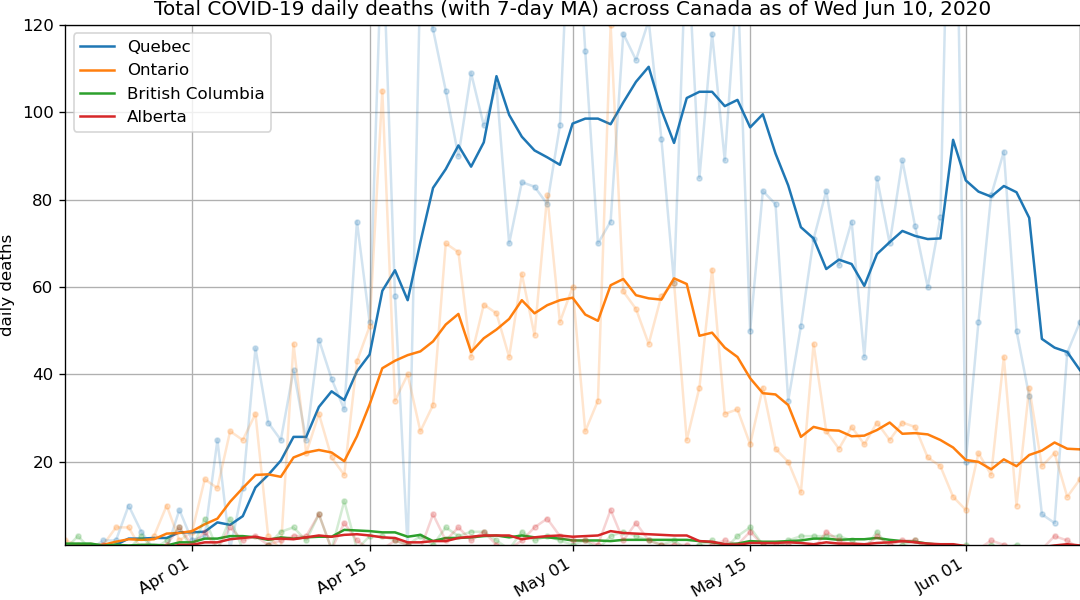 Total COVID-19 daily deaths (with 7-day MA) across Canada as of Wed Jun 10, 2020
120
100
80
60
40
20
daily deaths
Quebec
Ontario
British Columbia
Alberta
Apr 01
Apr 15
May 01
May 15
Jun 01